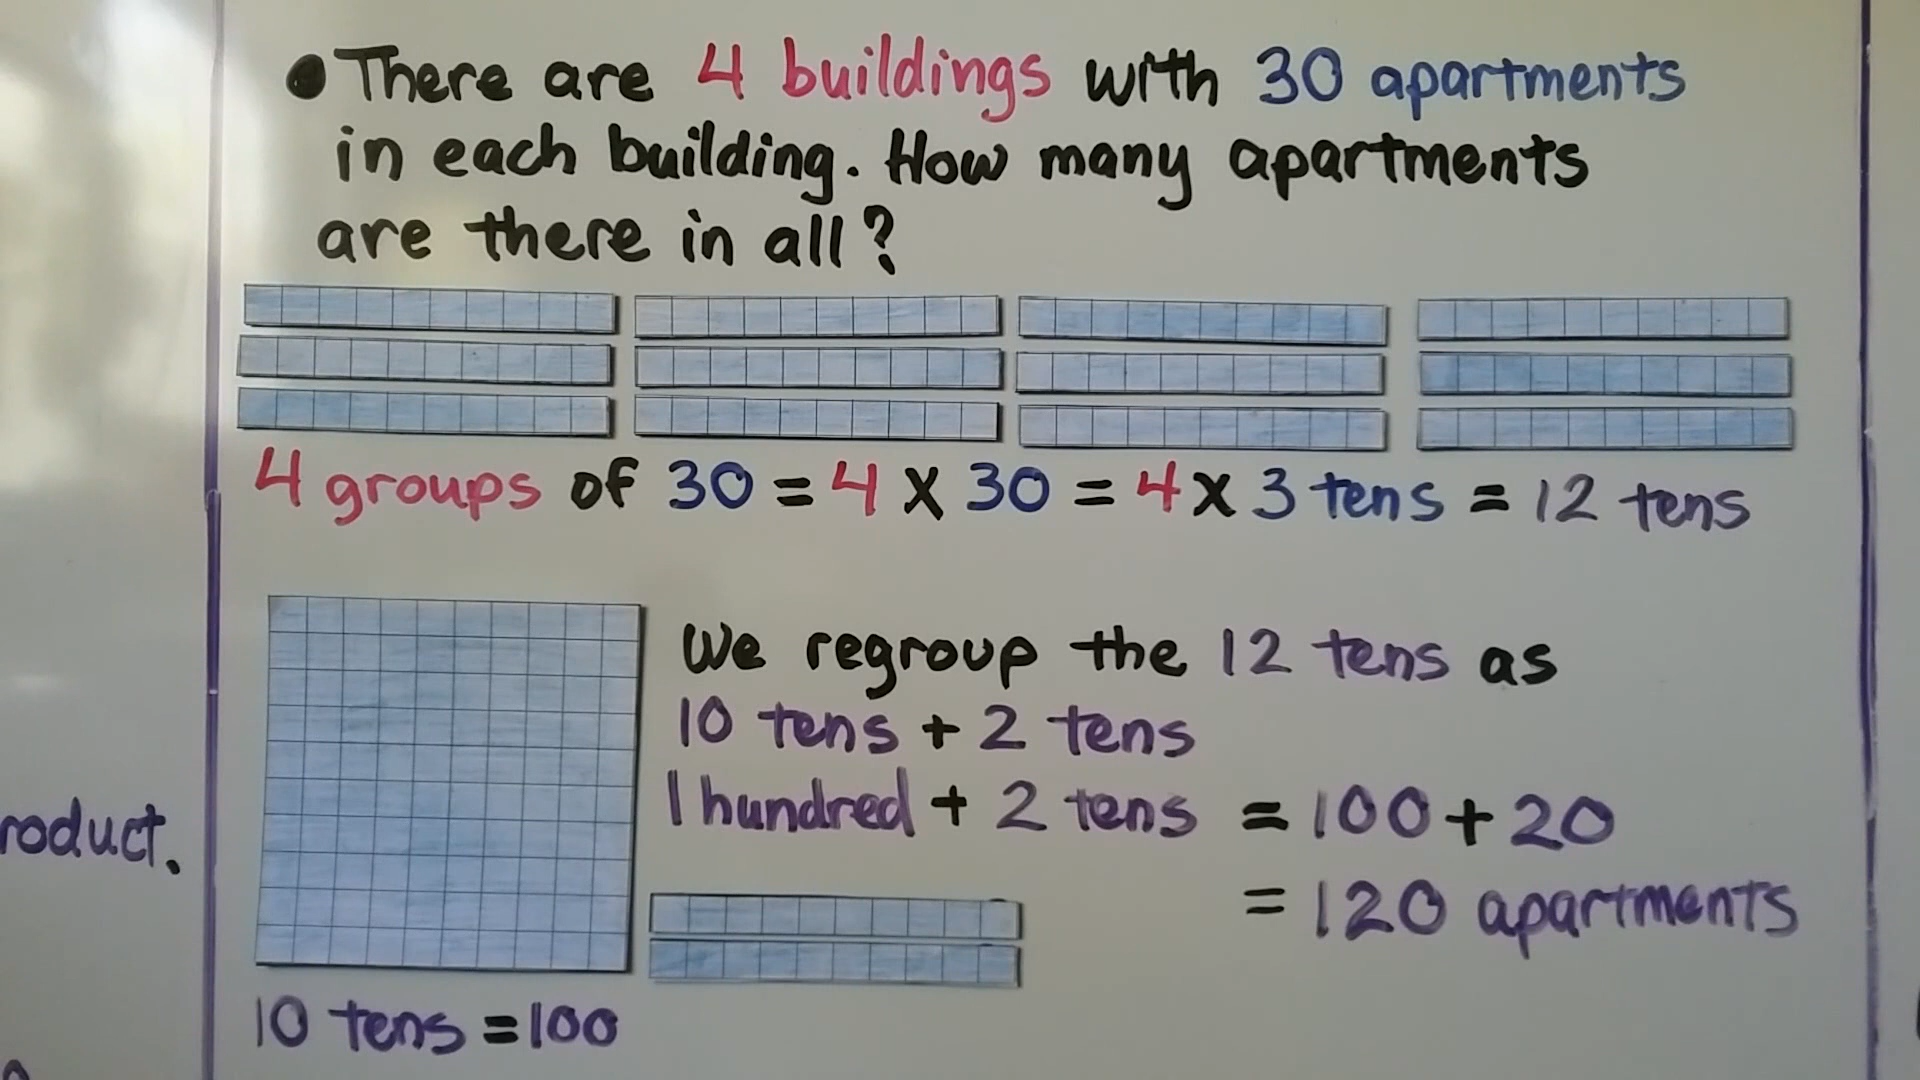 • There are 4 buildings with 30 apartments
in each building. How many apartments
are there in all?
4 groups of 30 = 4 x 30 = 4 x 3 tens = 12 tens
We regroup the 12 tens as
10 tens + 2 tens
1 hundred + 2 tens = 100 + 20
= 120 apartments
10 tens = 100
roduct.